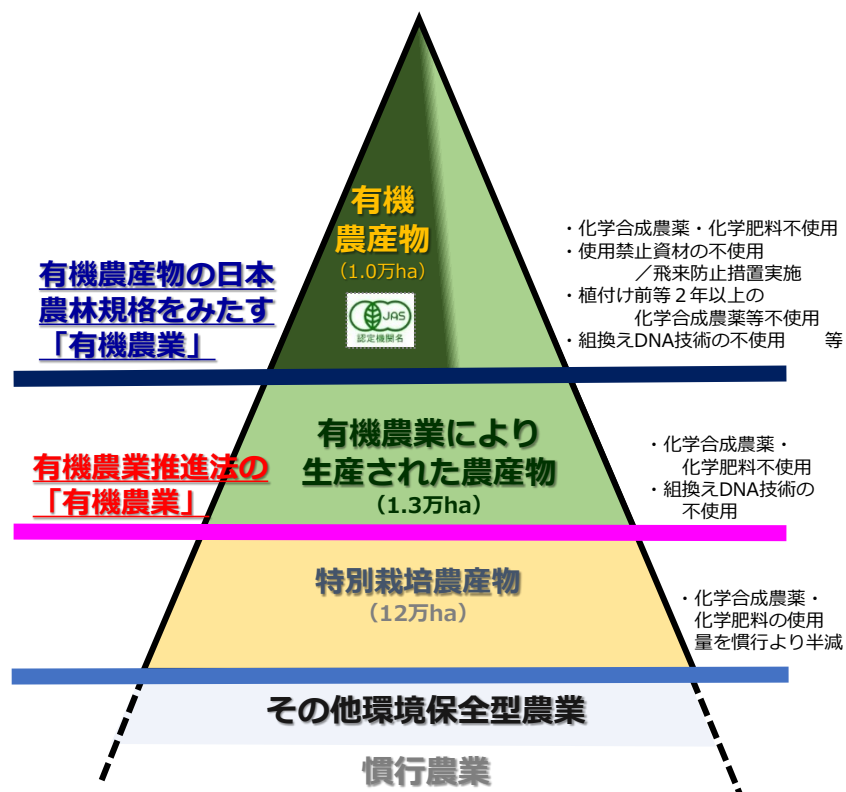 有機
農産物
（1.0万ha）
JAS
認定機関名
有機農産物の日本
農林規格をみたす
「有機農業」
・化学合成農薬・化学肥料不使用
・使用禁止資材の不使用
／飛来防止措置実施
・植付け前等２年以上の
化学合成農薬等不使用
・組換えDNA技術の不使用　等
有機農業により
生産された農産物
（1.3万ha）
有機農業推進法の
「有機農業」
・化学合成農薬・
化学肥料不使用
・組換えDNA技術の
不使用
特別栽培農産物
（12万ha）
・化学合成農薬・
化学肥料の使用
量を慣行より半減
その他環境保全型農業
慣行農業